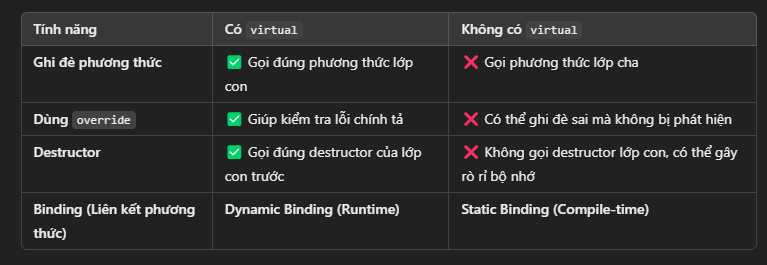 Tính năng
Có virtual
Không có virtual
Ghi đè phương thức
✅ Gọi đúng phương thức lớp
con
❌ Gọi phương thức lớp cha
Dùng override
✅ Giúp kiểm tra lỗi chính tả
❌ Có thể ghi đè sai mà không bị phát hiện
Destructor
✅ Gọi đúng destructor của lớp
con trước
❌ Không gọi destructor lớp con, có thể gây
rò rỉ bộ nhớ
Binding (Liên kết phương
thức)
Dynamic Binding (Runtime)
Static Binding (Compile-time)